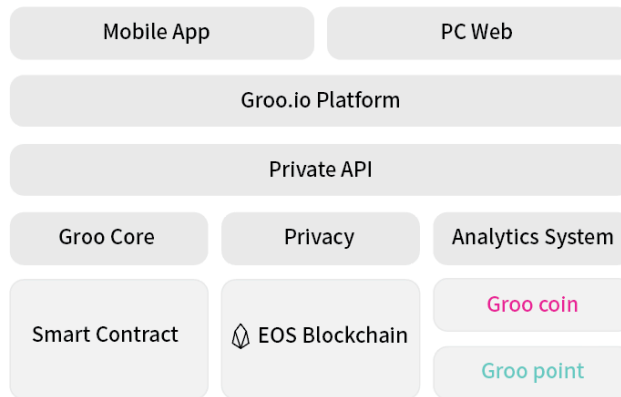 Mobile App
PC Web
Groo.io Platform
Private API
Groo Core
Privacy
Analytics System
Smart Contract
EOS Blockchain
Groo coin
Groo point